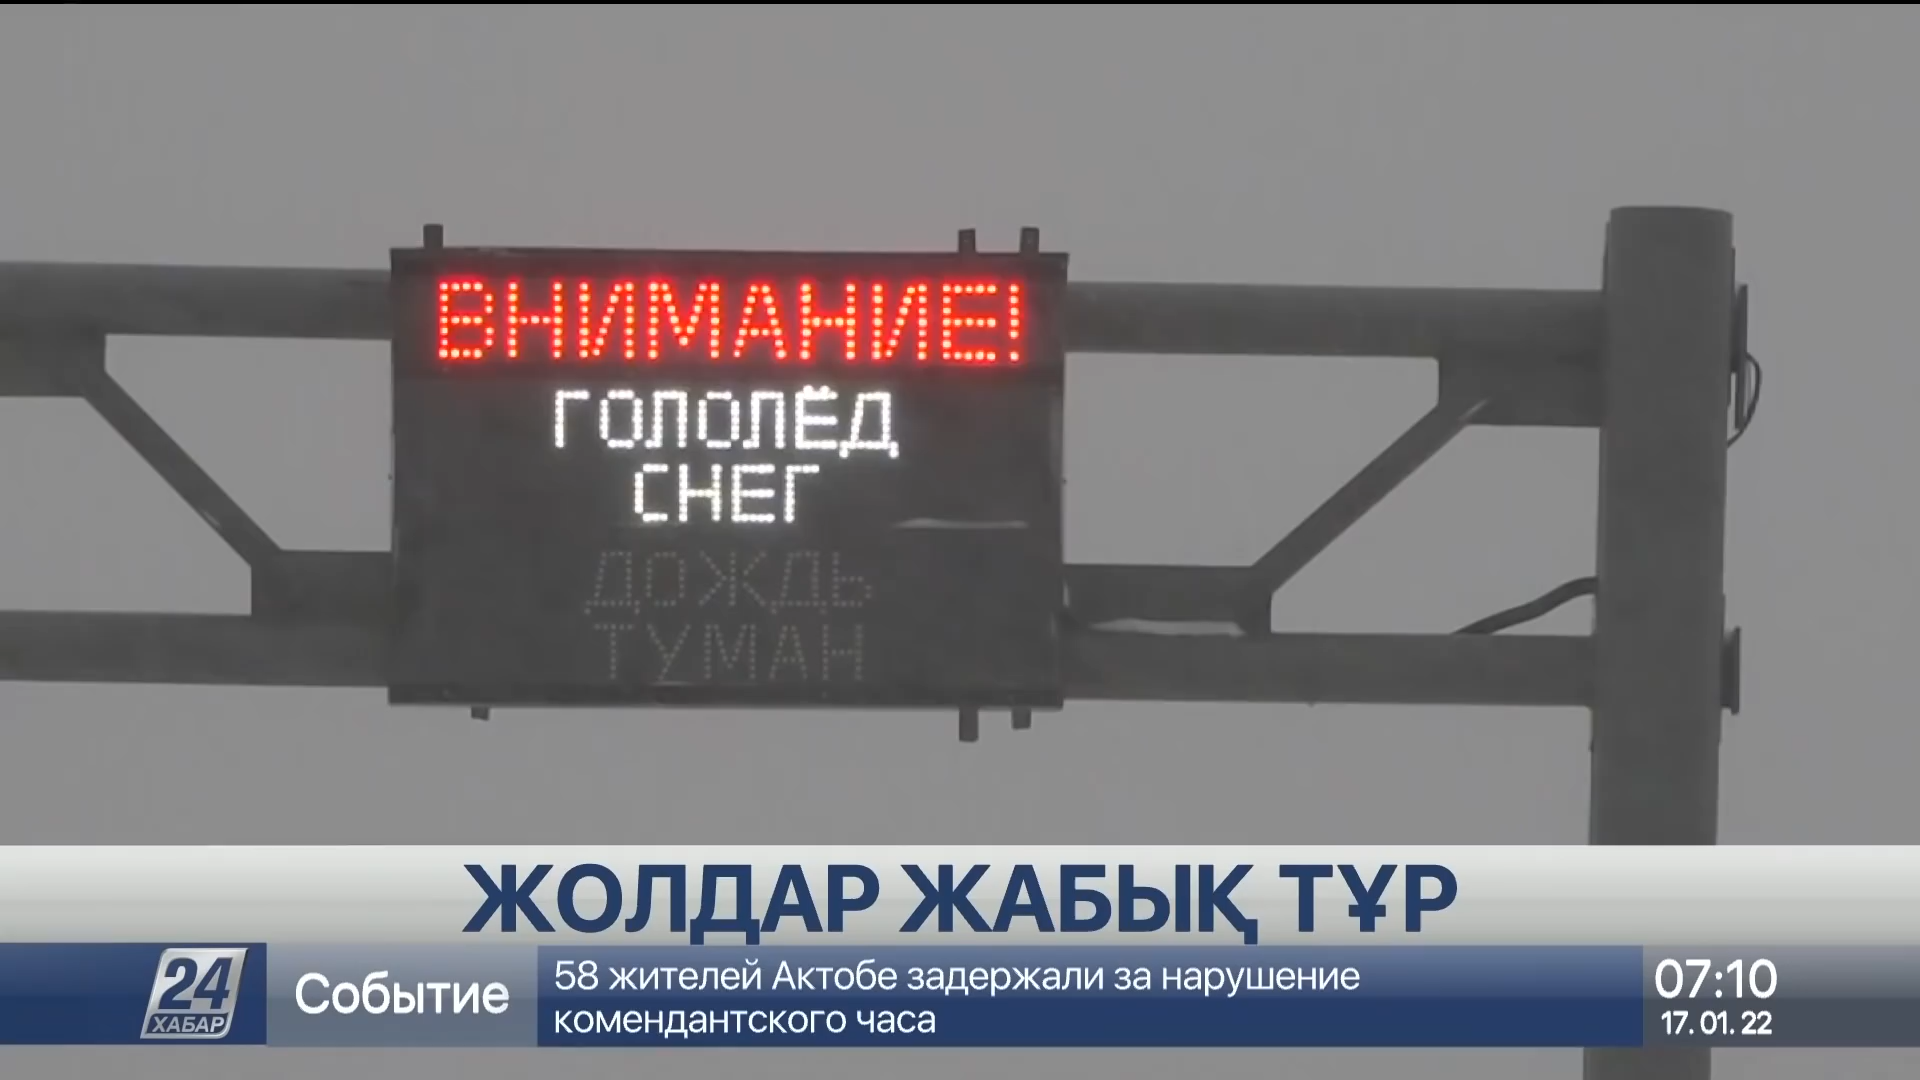 ВНИМАНИЕ!
ГОЛОЛЁД
СНЕГ
ДОЖДЬ
ТУМАН
ЖОЛДАР ЖАБЫҚ ТҰР
24
ХАБАР
Событие
58 жителей Актобе задержали за нарушение
комендантского часа
07:10
17.01.22